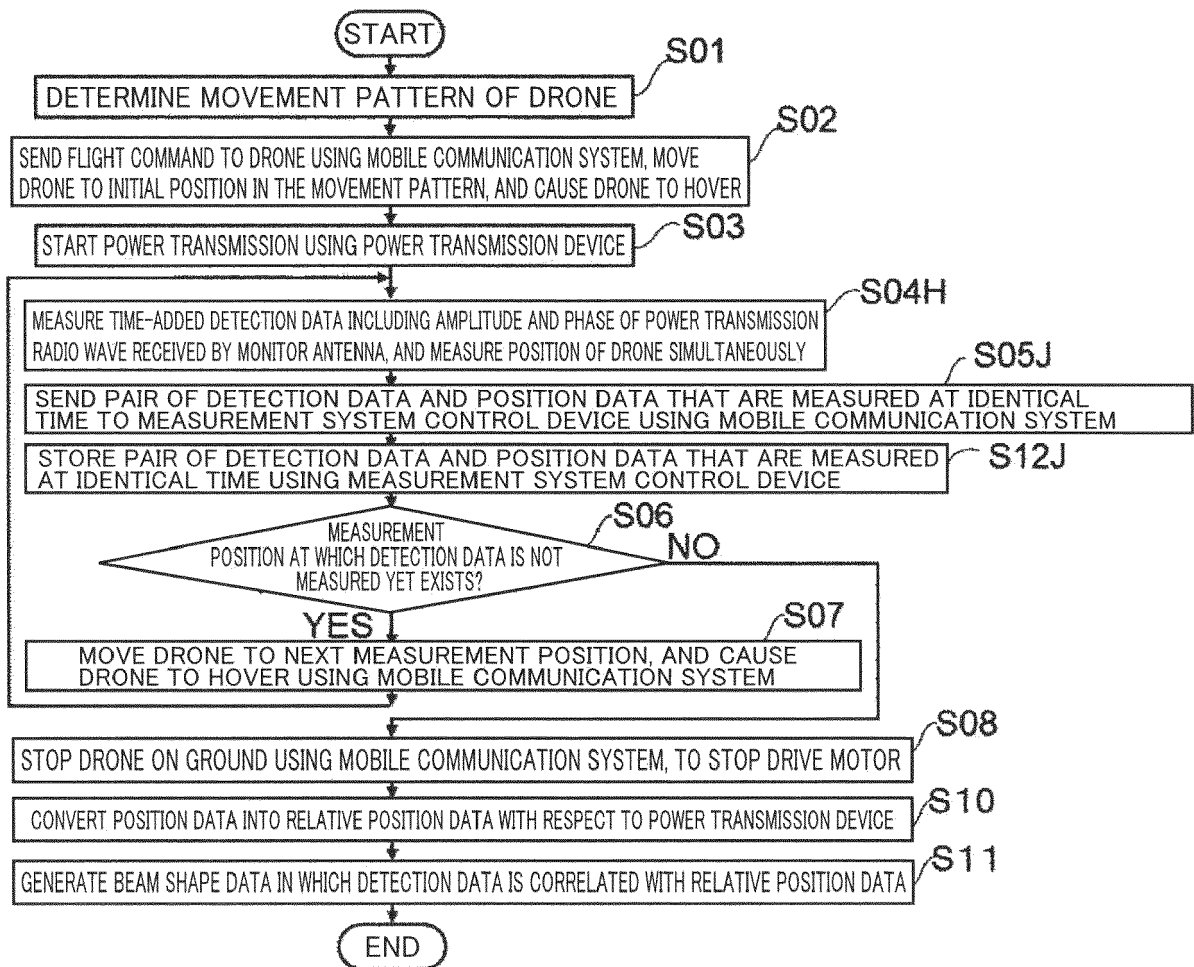 START
S01
DETERMINE MOVEMENT PATTERN OF DRONE
S02
SEND FLIGHT COMMAND TO DRONE USING MOBILE COMMUNICATION SYSTEM, MOVE
DRONE TO INITIAL POSITION IN THE MOVEMENT PATTERN, AND CAUSE DRONE TO HOVER
S03
START POWER TRANSMISSION USING POWER TRANSMISSION DEVICE
S04H
MEASURE TIME-ADDED DETECTION DATA INCLUDING AMPLITUDE AND PHASE OF POWER TRANSMISSION
RADIO WAVE RECEIVED BY MONITOR ANTENNA, AND MEASURE POSITION OF DRONE SIMULTANEOUSLY
S05J
SEND PAIR OF DETECTION DATA AND POSITION DATA THAT ARE MEASURED AT IDENTICAL
TIME TO MEASUREMENT SYSTEM CONTROL DEVICE USING MOBILE COMMUNICATION SYSTEM
S12J
STORE PAIR OF DETECTION DATA AND POSITION DATA THAT ARE MEASURED
AT IDENTICAL TIME USING MEASUREMENT SYSTEM CONTROL DEVICE
S06
MEASUREMENT
POSITION AT WHICH DETECTION DATA IS NOT
MEASURED YET EXISTS?
NO
YES
S07
MOVE DRONE TO NEXT MEASUREMENT POSITION, AND CAUSE
DRONE TO HOVER USING MOBILE COMMUNICATION SYSTEM
S08
STOP DRONE ON GROUND USING MOBILE COMMUNICATION SYSTEM, TO STOP DRIVE MOTOR
S10
CONVERT POSITION DATA INTO RELATIVE POSITION DATA WITH RESPECT TO POWER TRANSMISSION DEVICE
S11
GENERATE BEAM SHAPE DATA IN WHICH DETECTION DATA IS CORRELATED WITH RELATIVE POSITION DATA
END